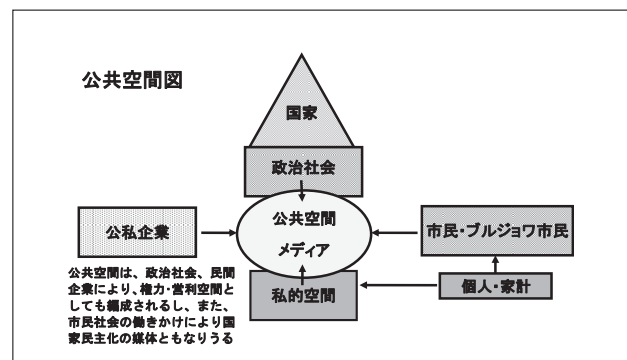 公共空間図
国家
政治社会
公共空間
メディア
公私企業
市民・ブルジョワ市民
私的空間
個人・家計
公共空間は、政治社会、民間
企業により、権力・営利空間と
しても編成されるし、また、
市民社会の働きかけにより国
家民主化の媒体ともなりうる